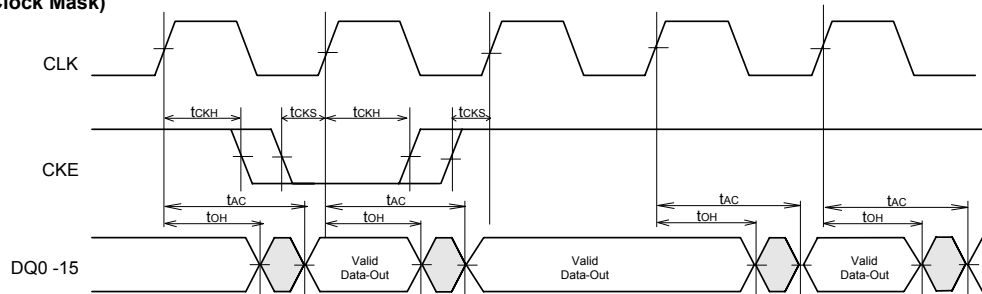 lock Mask)
CLK
tCKH tCKS tCKH tCKS
CKE
tAC tAC tAC tAC
tOH tOH tOH tOH
DQ0 -15
Valid Data-Out
Valid Data-Out
Valid Data-Out